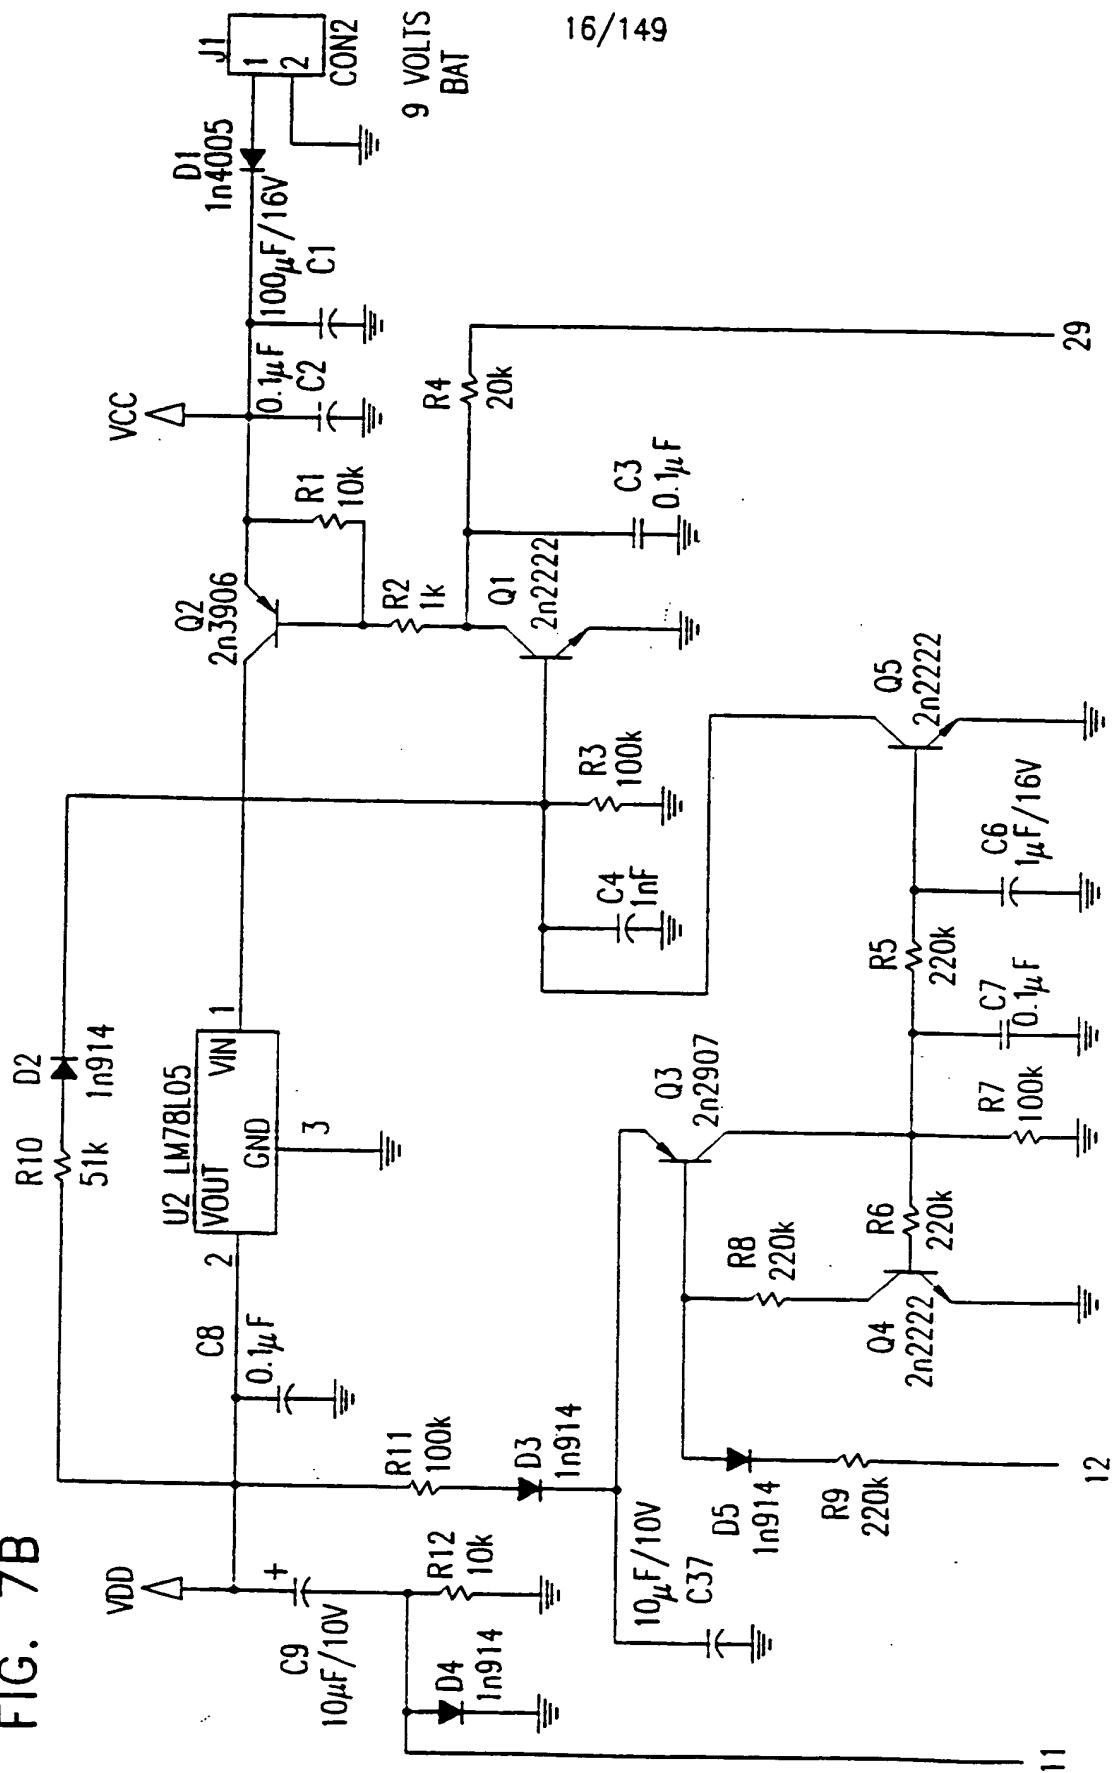 FIG. 7B
16/149
VDD
C9
10μF/10V
+
D4
1n914
R12
10k
11
R10
51k
D2
1n914
U2 LM78L05
VOUT
VIN
GND
2
1
3
C8
0.1μF
R11
100k
D3
1n914
10μF/10V
C37
D5
1n914
R9
220k
12
R8
220k
Q4
2n2222
R6
220k
Q3
2n2907
R7
100k
C7
0.1μF
R5
220k
C6
1μF/16V
Q5
2n2222
C4
1nF
R3
100k
Q2
2n3906
R2
1k
Q1
2n2222
R1
10k
C3
0.1μF
R4
20k
29
VCC
0.1μF
C2
100μF/16V
C1
D1
1n4005
J1
1
2
CON2
9 VOLTS
BAT